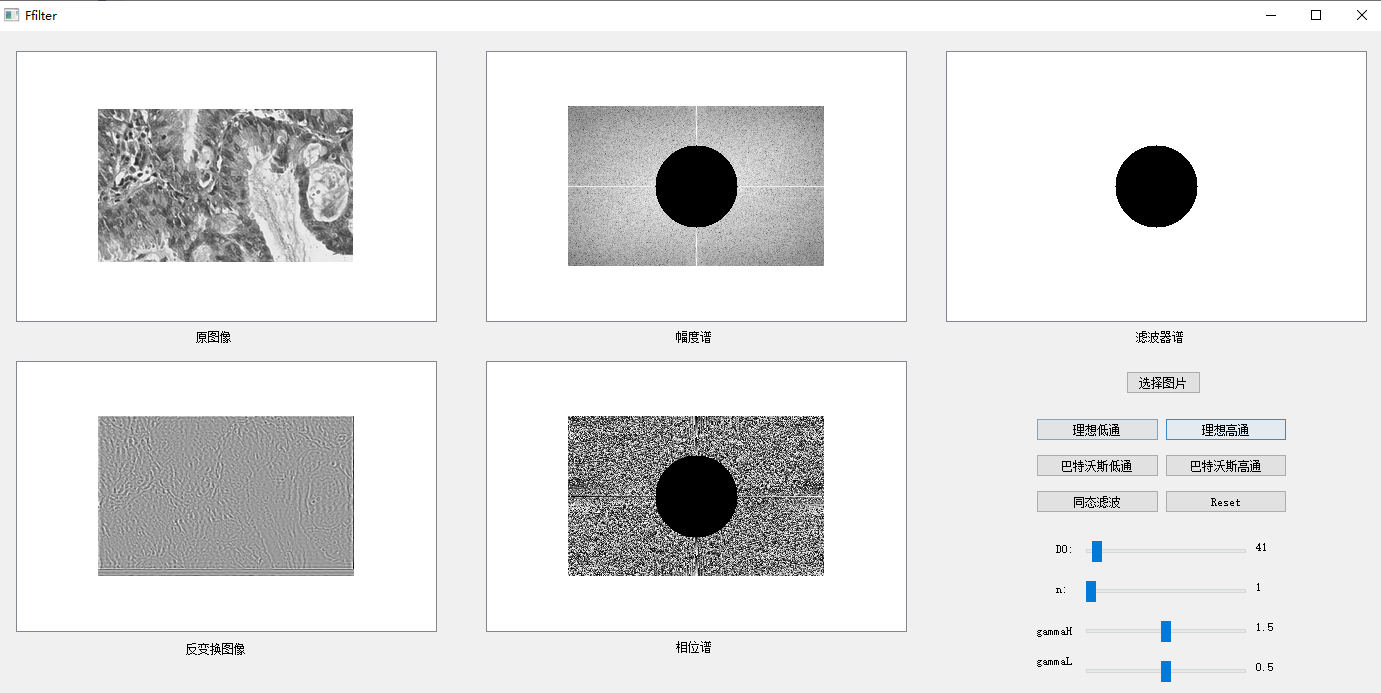 Ffilter
原图像
幅度谱
滤波器谱
选择图片
理想低通
理想高通
巴特沃斯低通
巴特沃斯高通
同态滤波
Reset
D0:
41
n:
1
gammaH
1.5
gammaL
0.5
反变换图像
相位谱